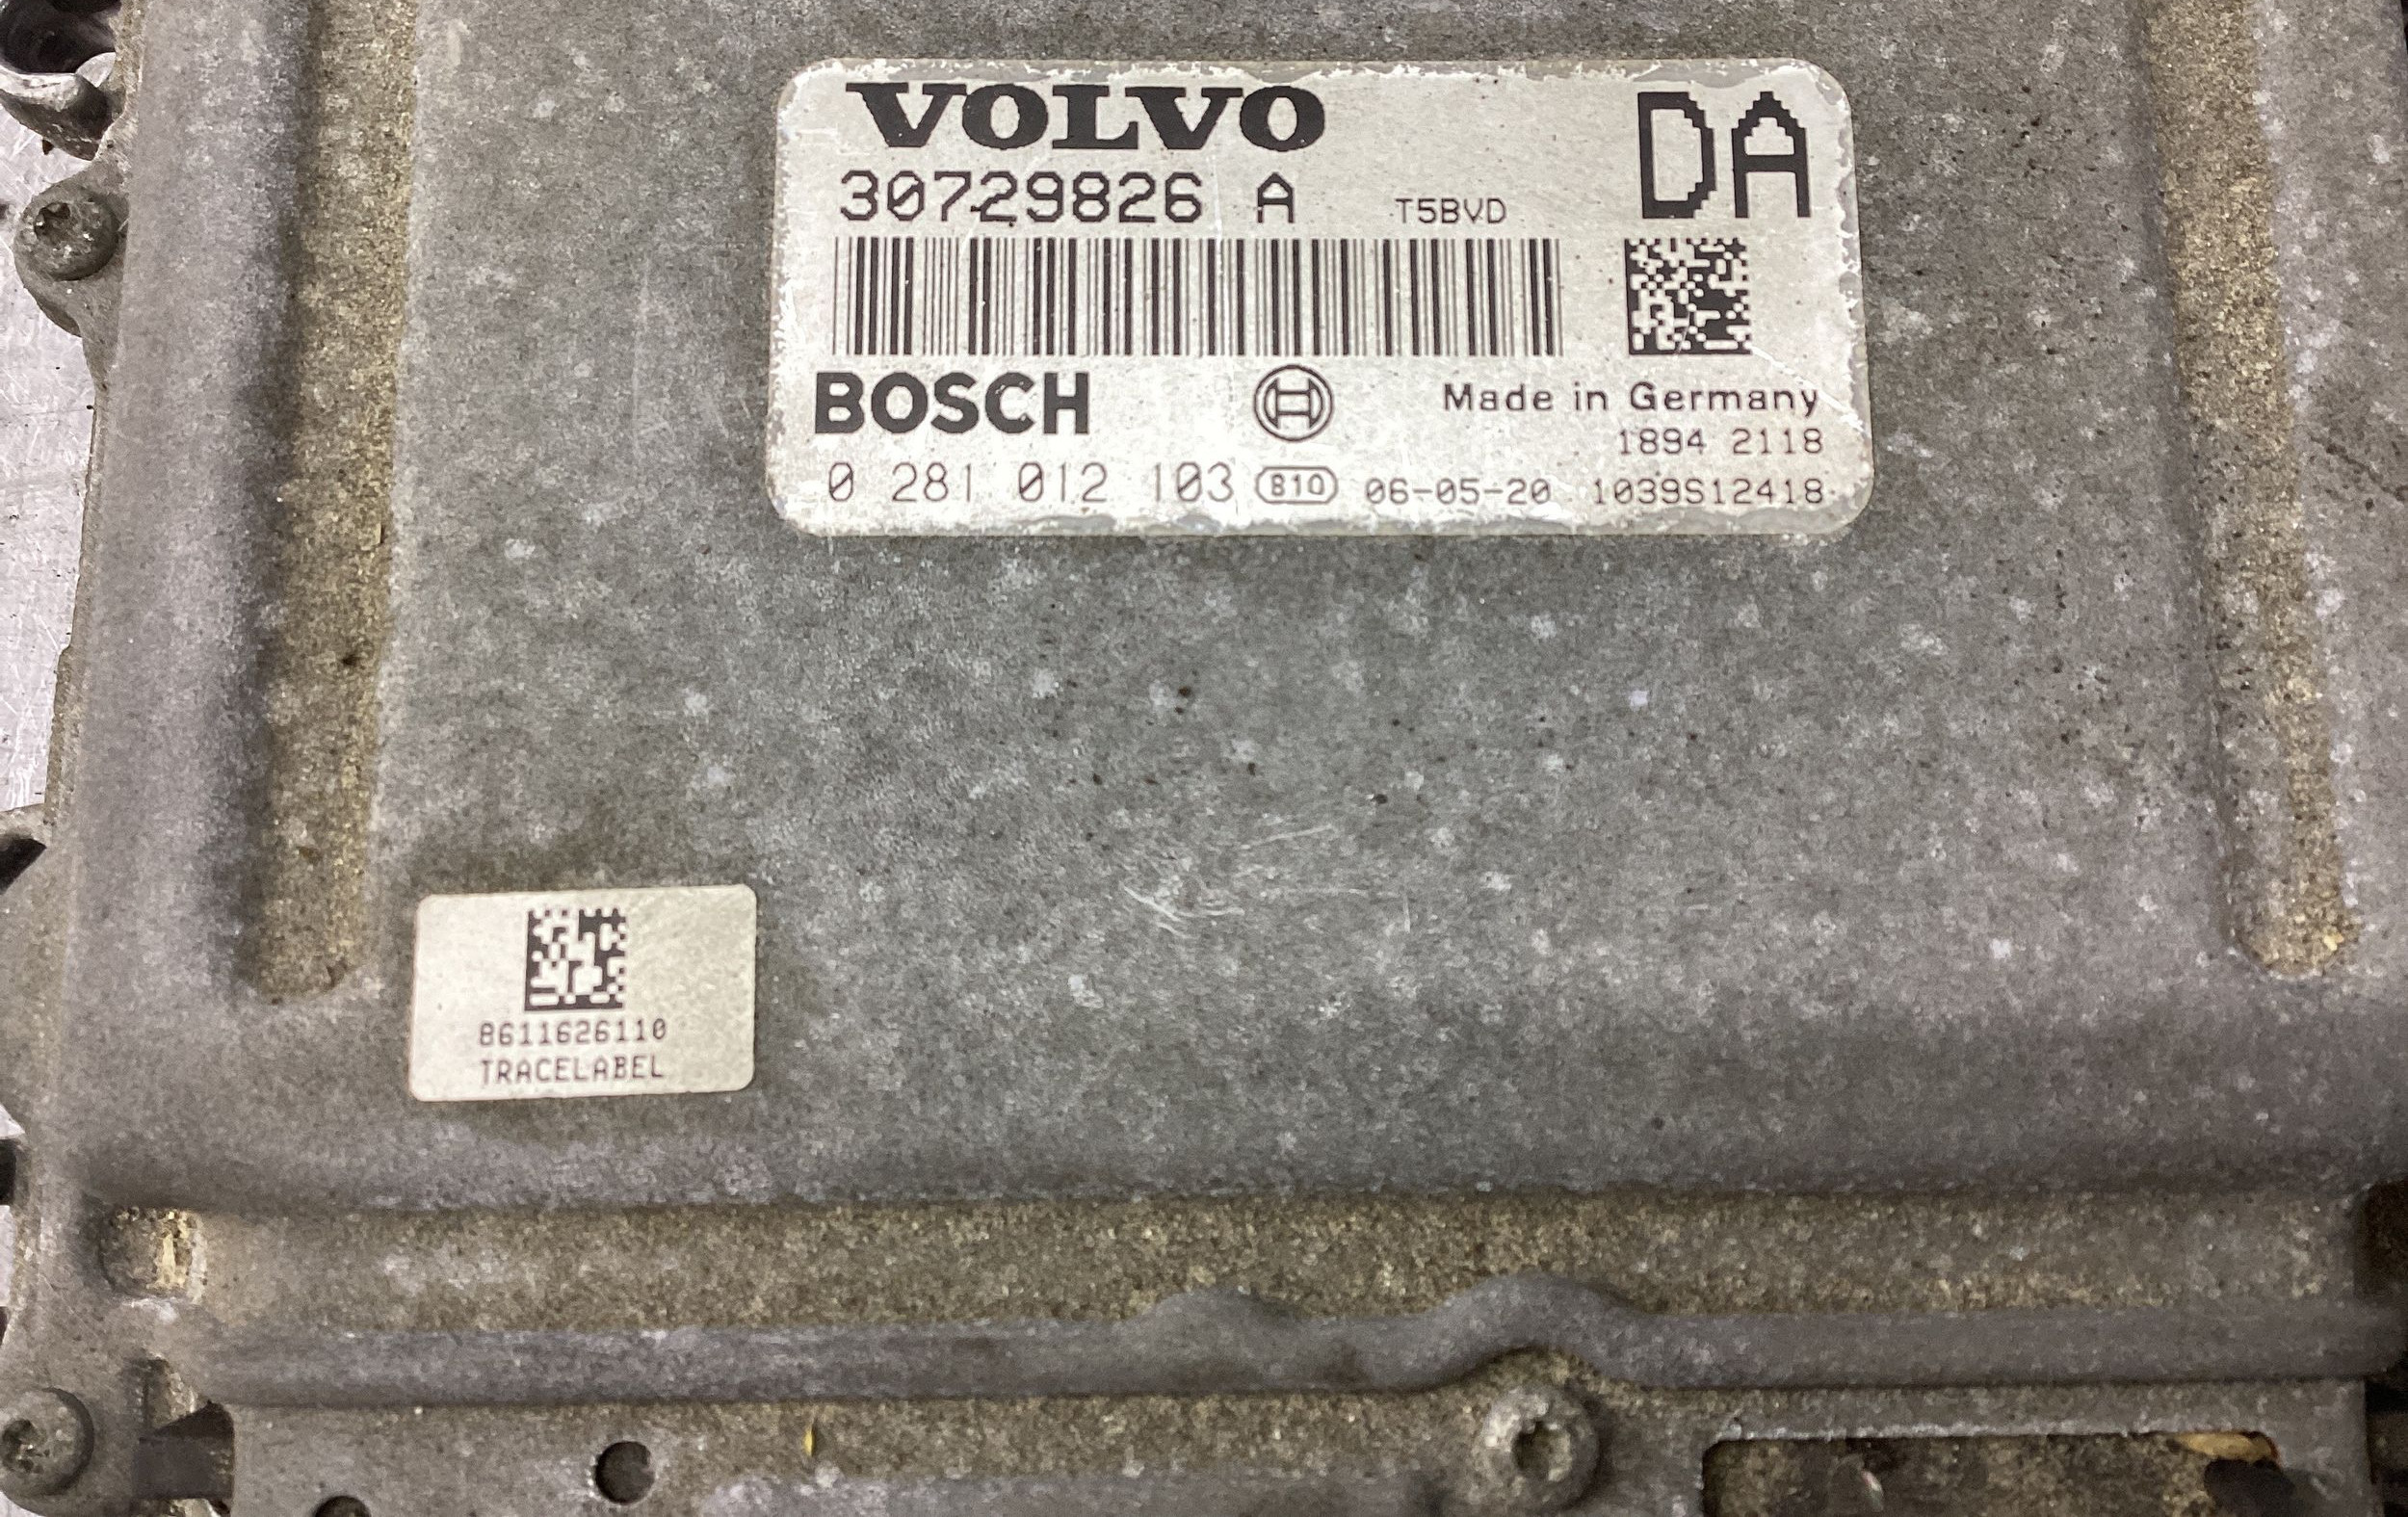 VOLVO
DA
30729826 A T5BVD
BOSCH
Made in Germany
1894 2118
0 281 012 103 B10 06-05-20 1039S12418
8611626110
TRACELABEL